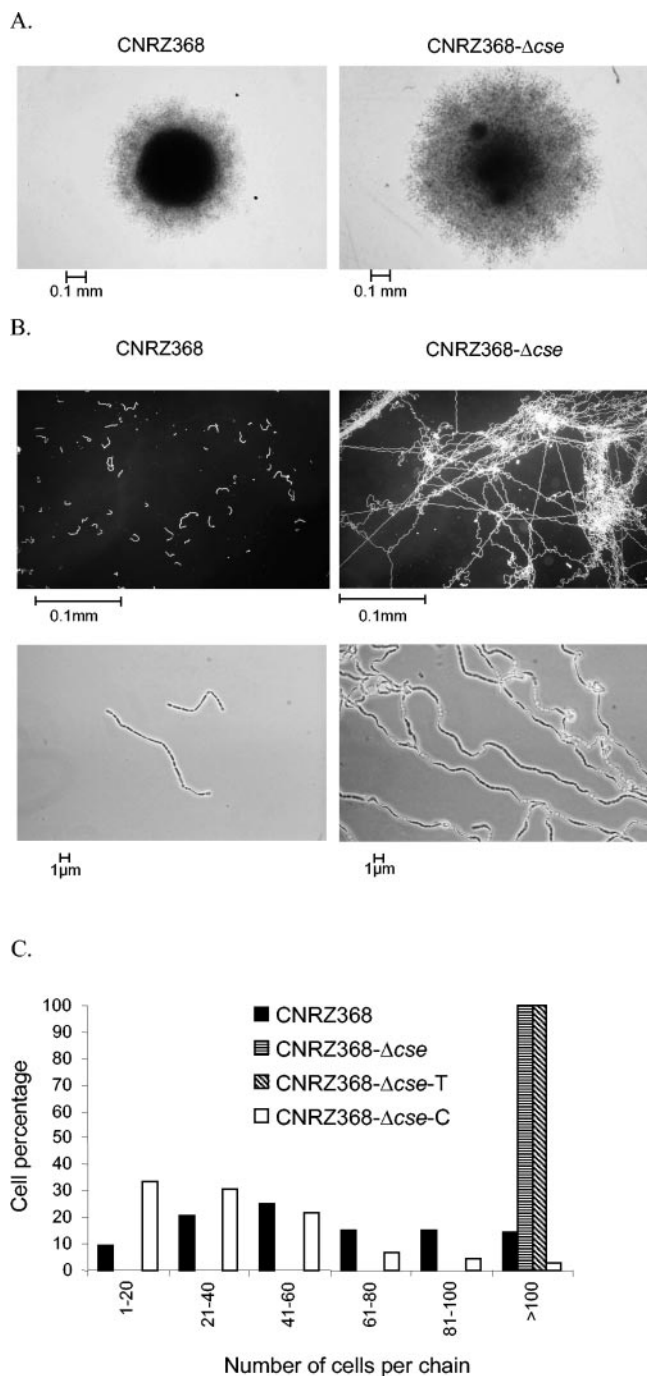 A.
CNRZ368 CNRZ368-Δcse
0.1 mm 0.1 mm
B.
CNRZ368 CNRZ368-Δcse
0.1mm 0.1mm
1µm 1µm
C.
CNRZ368
CNRZ368-Δcse
CNRZ368-Δcse-T
CNRZ368-Δcse-C
Cell percentage
100
90
80
70
60
50
40
30
20
10
0
1-20 21-40 41-60 61-80 81-100 >100
Number of cells per chain